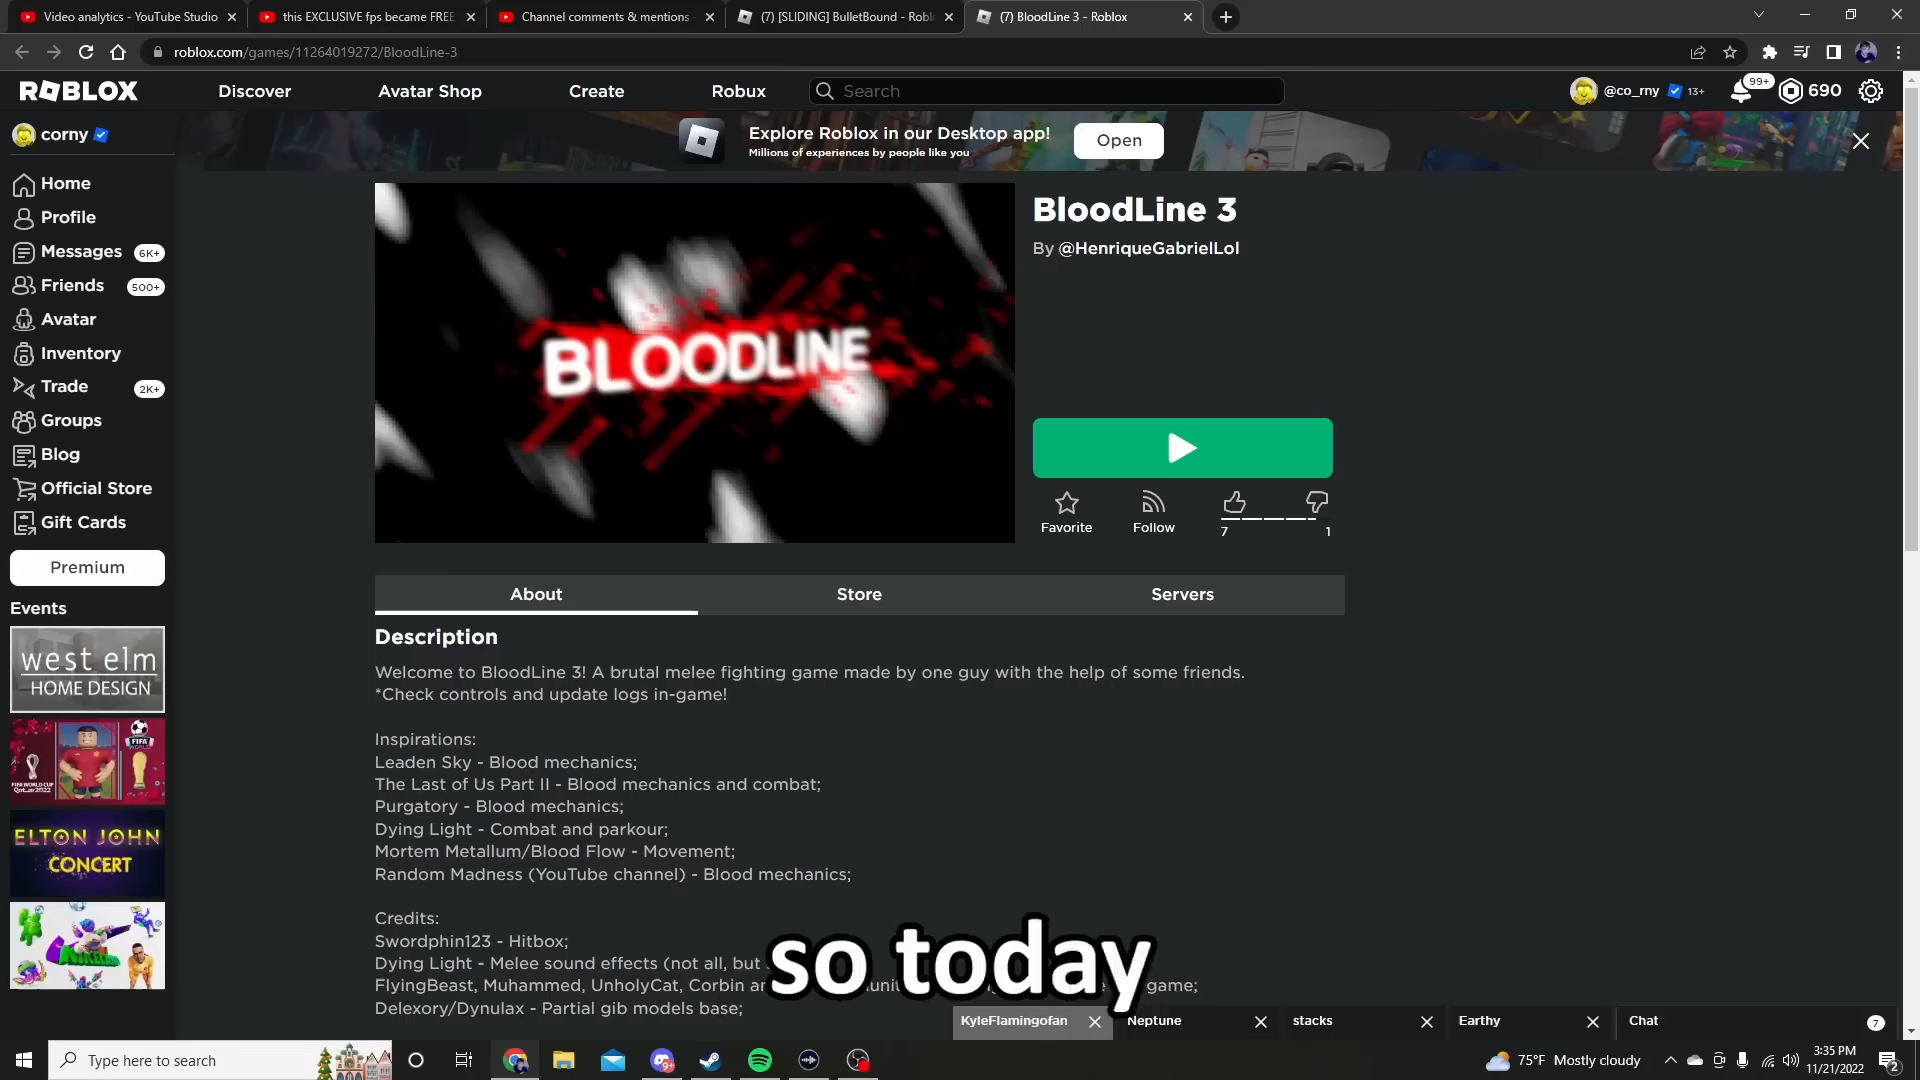 Video analytics - YouTube Studio
this EXCLUSIVE fps became FREE
Channel comments & mentions -
(7) [SLIDING] BulletBound - Robl
(7) BloodLine 3 - Roblox
roblox.com/games/11264019272/BloodLine-3
ROBLOX
Discover
Avatar Shop
Create
Robux
Search
@co_rny
13+
99+
690
corny
Explore Roblox in our Desktop app!
Millions of experiences by people like you
Open
Home
Profile
Messages 6K+
Friends 500+
Avatar
Inventory
Trade 2K+
Groups
Blog
Official Store
Gift Cards
Premium
Events
west elm
HOME DESIGN
FIFA WORLD CUP
Qatar2022
ELTON JOHN
CONCERT
BLOODLINE
BloodLine 3
By @HenriqueGabrielLol
Favorite
Follow
7
1
About
Store
Servers
Description
Welcome to BloodLine 3! A brutal melee fighting game made by one guy with the help of some friends.
*Check controls and update logs in-game!
Inspirations:
Leaden Sky - Blood mechanics;
The Last of Us Part II - Blood mechanics and combat;
Purgatory - Blood mechanics;
Dying Light - Combat and parkour;
Mortem Metallum/Blood Flow - Movement;
Random Madness (YouTube channel) - Blood mechanics;
Credits:
Swordphin123 - Hitbox;
Dying Light - Melee sound effects (not all, but
FlyingBeast, Muhammed, UnholyCat, Corbin game;
Delexory/Dynulax - Partial gib models base;
so today
KyleFlamingofan
Neptune
stacks
Earthy
Chat
7
Type here to search
75°F Mostly cloudy
3:35 PM
11/21/2022
2